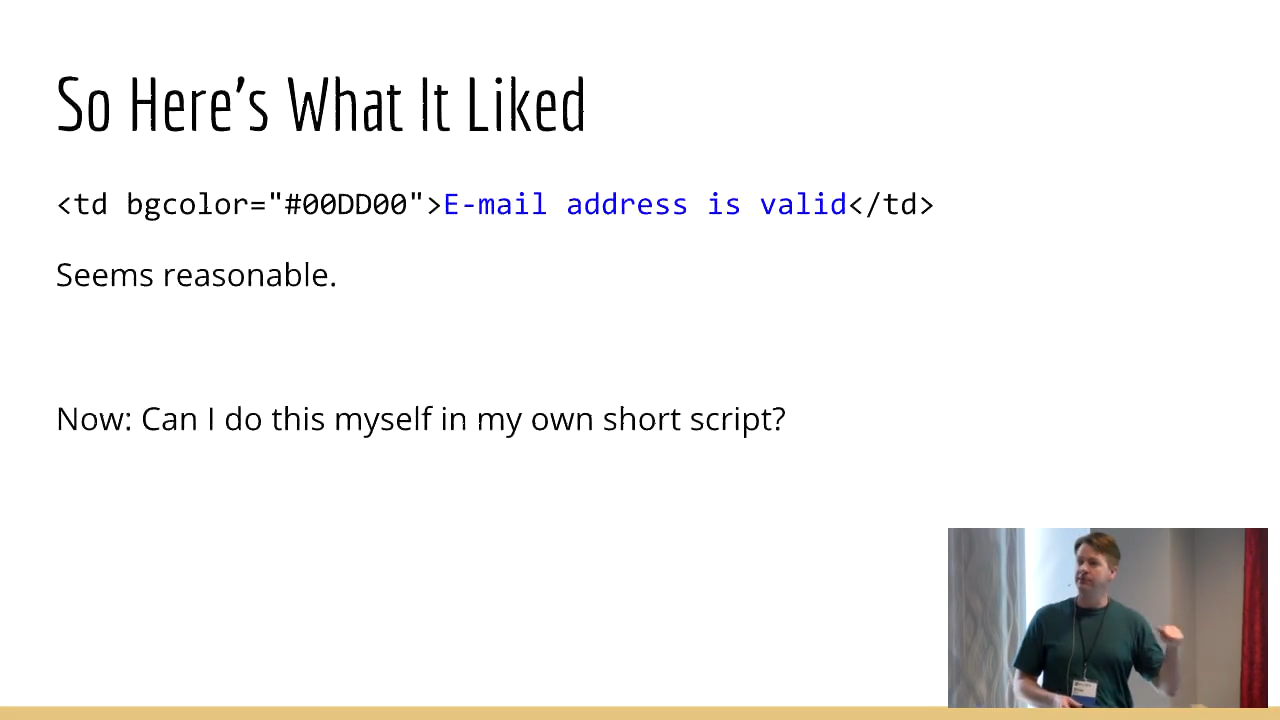 So Here's What It Liked
<td bgcolor="#00DD00">E-mail address is valid</td>
Seems reasonable.
Now: Can I do this myself in my own short script?